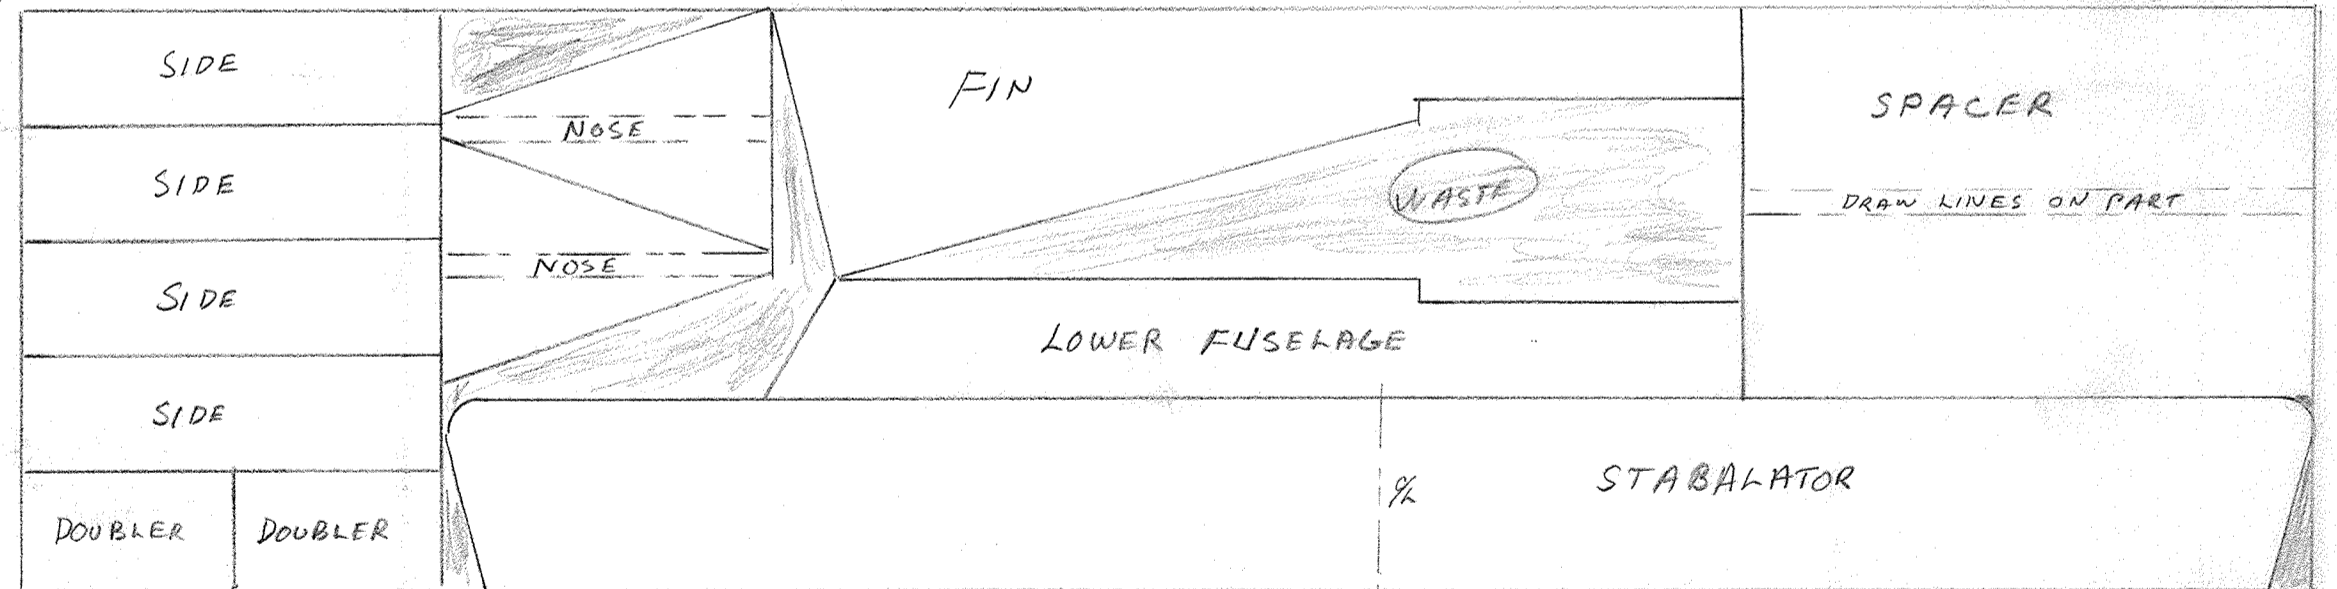 SIDE
SIDE
SIDE
SIDE
DOUBLER
DOUBLER
NOSE
NOSE
FIN
WASTE
LOWER FUSELAGE
SPACER
DRAW LINES ON PART
℄
STABALATOR